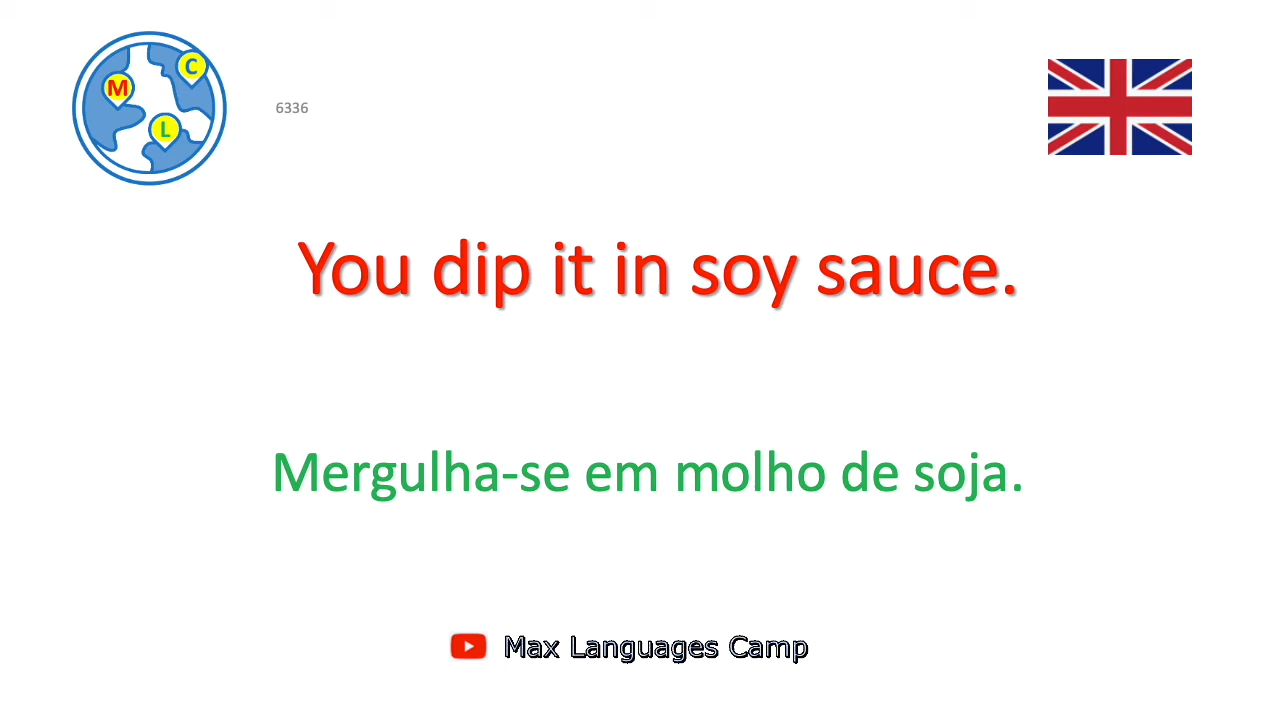 C
M
L
6336
You dip it in soy sauce.
Mergulha-se em molho de soja.
Max Languages Camp